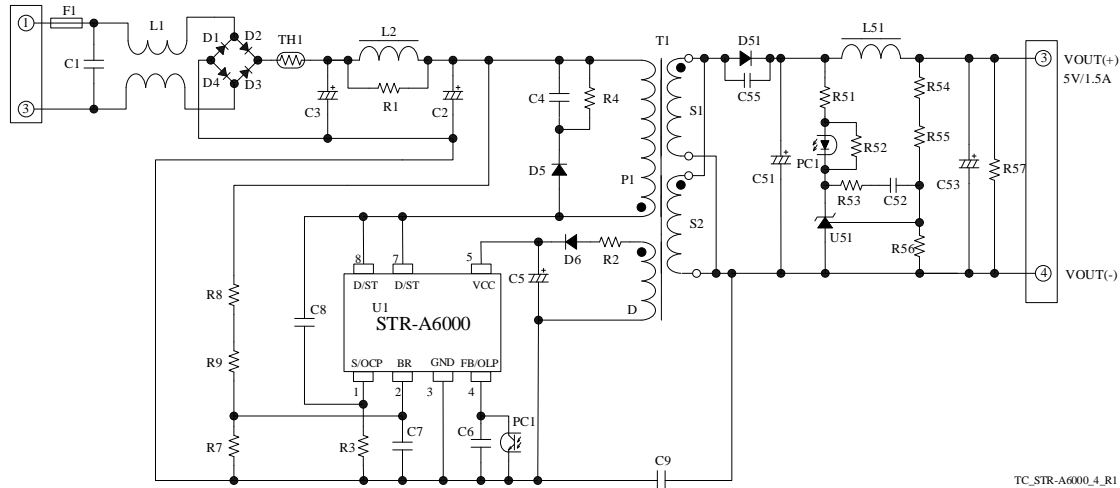 1
F1
L1
D1
D2
TH1
L2
T1
D51
L51
3
VOUT(+)
5V/1.5A
C1
D4
D3
C3
R1
C2
C4
R4
S1
C55
R51
R54
R55
3
P1
D5
PC1
R52
C51
R53
C52
C53
R57
S2
U51
R56
8
7
5
D6
R2
D/ST
D/ST
VCC
C5
4
VOUT(-)
R8
C8
U1
STR-A6000
D
R9
S/OCP
BR
GND
FB/OLP
1
2
3
4
R7
R3
C7
C6
PC1
C9
TC_STR-A6000_4_R1